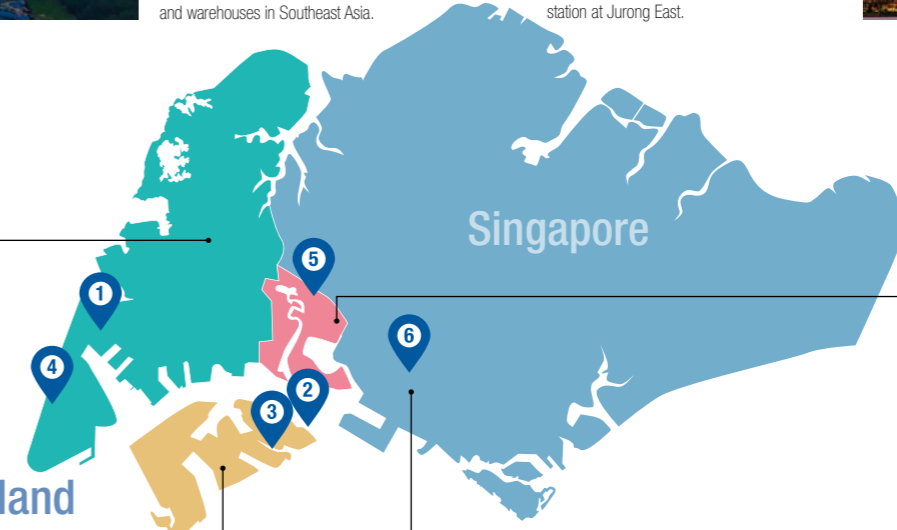 and warehouses in Southeast Asia.
station at Jurong East.
Singapore
5
1
6
4
2
3
land